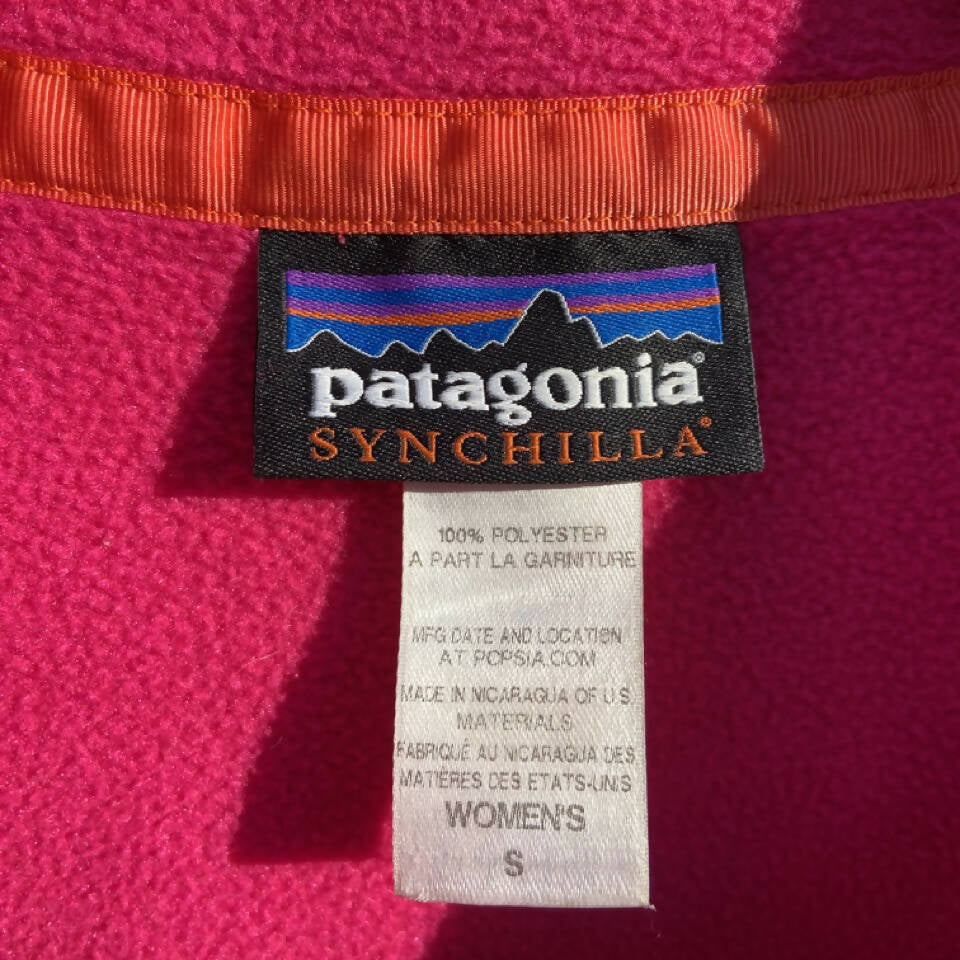 patagonia®
SYNCHILLA®
100% POLYESTER
A PART LA GARNITURE
MFG DATE AND LOCATION
AT PCPSIA.COM
MADE IN NICARAGUA OF U.S.
MATERIALS
FABRIQUÉ AU NICARAGUA DES
MATIÈRES DES ETATS-UNIS
WOMEN'S
S